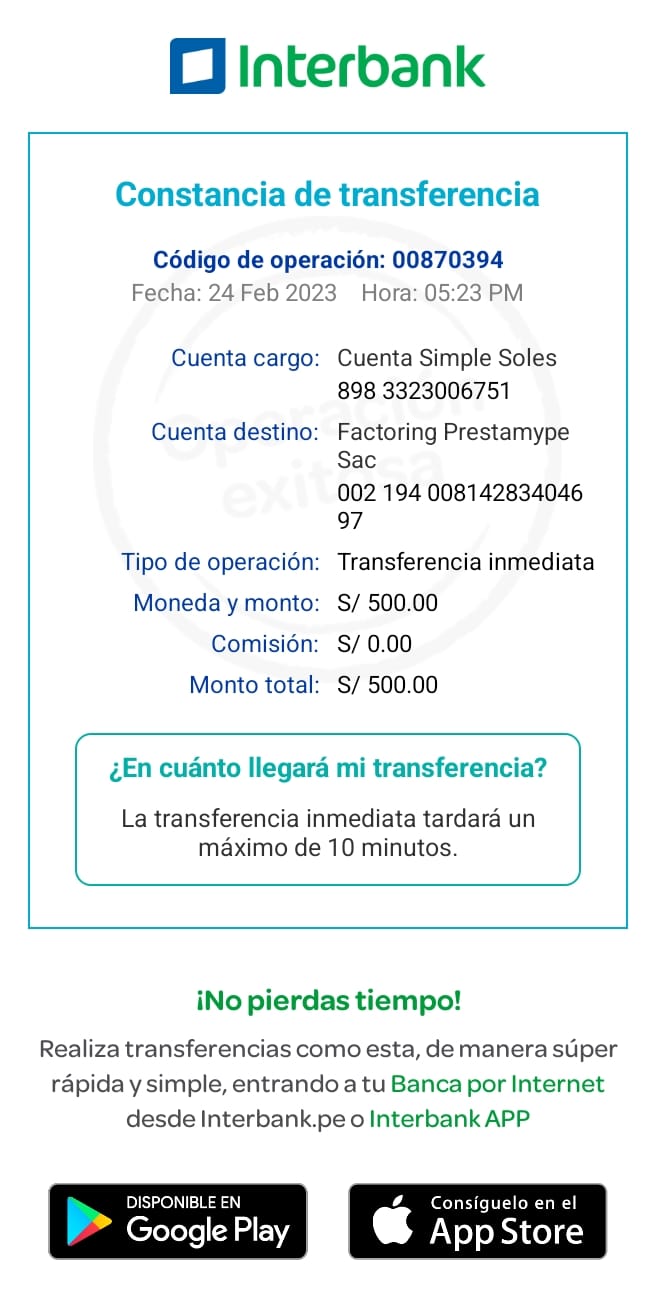 Interbank
Constancia de transferencia
Código de operación: 00870394
Fecha: 24 Feb 2023 Hora: 05:23 PM
Cuenta cargo: Cuenta Simple Soles
898 3323006751
Cuenta destino: Factoring Prestamype
Sac
002 194 008142834046
97
Operación
exitosa
Tipo de operación: Transferencia inmediata
Moneda y monto: S/ 500.00
Comisión: S/ 0.00
Monto total: S/ 500.00
¿En cuánto llegará mi transferencia?
La transferencia inmediata tardará un
máximo de 10 minutos.
¡No pierdas tiempo!
Realiza transferencias como esta, de manera súper
rápida y simple, entrando a tu Banca por Internet
desde Interbank.pe o Interbank APP
DISPONIBLE EN
Google Play
Consíguelo en el
App Store